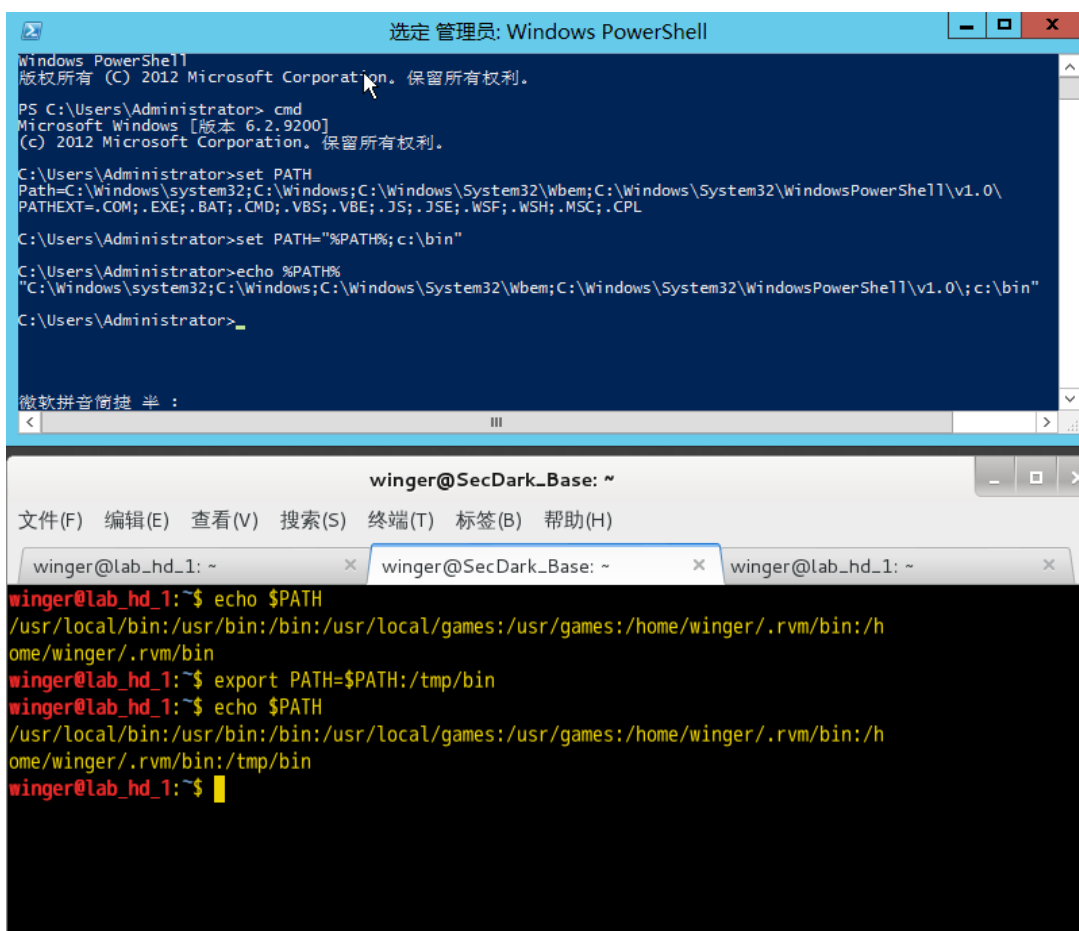 选定 管理员: Windows PowerShell
Windows PowerShell
版权所有 (C) 2012 Microsoft Corporation。保留所有权利。
PS C:\Users\Administrator> cmd
Microsoft Windows [版本 6.2.9200]
(c) 2012 Microsoft Corporation。保留所有权利。
C:\Users\Administrator>set PATH
Path=C:\Windows\system32;C:\Windows;C:\Windows\System32\Wbem;C:\Windows\System32\WindowsPowerShell\v1.0\
PATHEXT=.COM;.EXE;.BAT;.CMD;.VBS;.VBE;.JS;.JSE;.WSF;.WSH;.MSC;.CPL
C:\Users\Administrator>set PATH="%PATH%;c:\bin"
C:\Users\Administrator>echo %PATH%
"C:\Windows\system32;C:\Windows;C:\Windows\System32\Wbem;C:\Windows\System32\WindowsPowerShell\v1.0\;c:\bin"
C:\Users\Administrator>
微软拼音简捷 半 :
winger@SecDark_Base: ~
文件(F) 编辑(E) 查看(V) 搜索(S) 终端(T) 标签(B) 帮助(H)
winger@lab_hd_1: ~ winger@SecDark_Base: ~ winger@lab_hd_1: ~
winger@lab_hd_1:~$ echo $PATH
/usr/local/bin:/usr/bin:/bin:/usr/local/games:/usr/games:/home/winger/.rvm/bin:/h
ome/winger/.rvm/bin
winger@lab_hd_1:~$ export PATH=$PATH:/tmp/bin
winger@lab_hd_1:~$ echo $PATH
/usr/local/bin:/usr/bin:/bin:/usr/local/games:/usr/games:/home/winger/.rvm/bin:/h
ome/winger/.rvm/bin:/tmp/bin
winger@lab_hd_1:~$